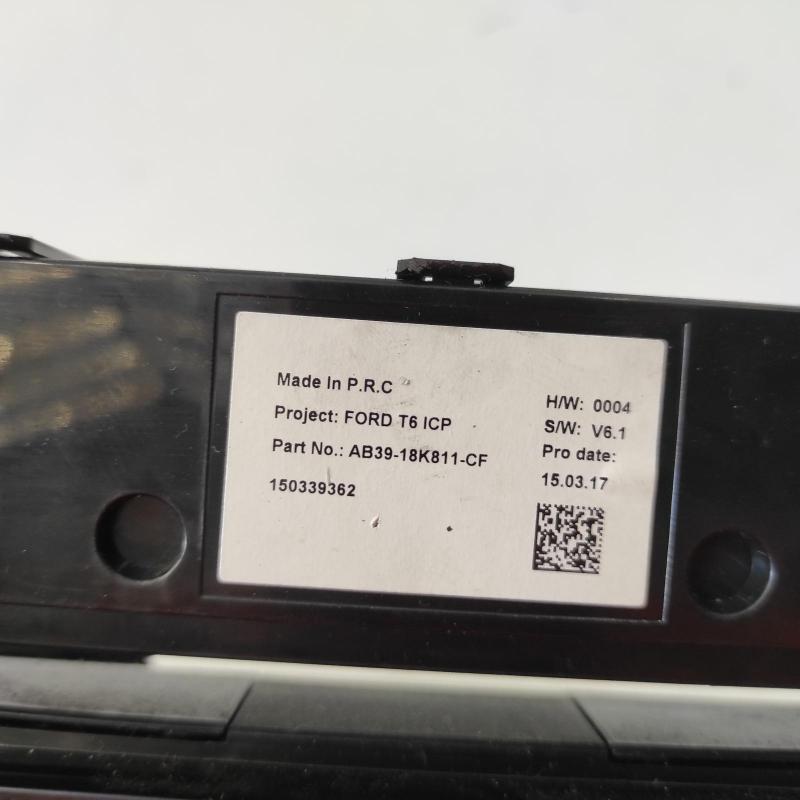 Made In P.R.C
Project: FORD T6 ICP
Part No.: AB39-18K811-CF
150339362
H/W: 0004
S/W: V6.1
Pro date:
15.03.17